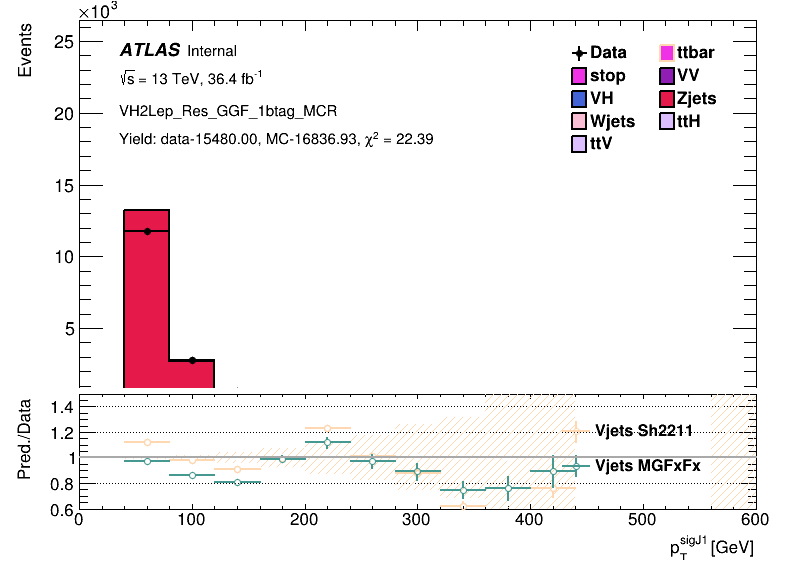 ×10³
Events
25
20
15
10
5
ATLAS Internal
√s = 13 TeV, 36.4 fb⁻¹
VH2Lep_Res_GGF_1btag_MCR
Yield: data-15480.00, MC-16836.93, χ² = 22.39
Data
ttbar
stop
VV
VH
Zjets
Wjets
ttH
ttV
Pred./Data
1.4
1.2
1
0.8
0.6
Vjets Sh2211
Vjets MGFxFx
0 100 200 300 400 500 600
p_T^sigJ1 [GeV]